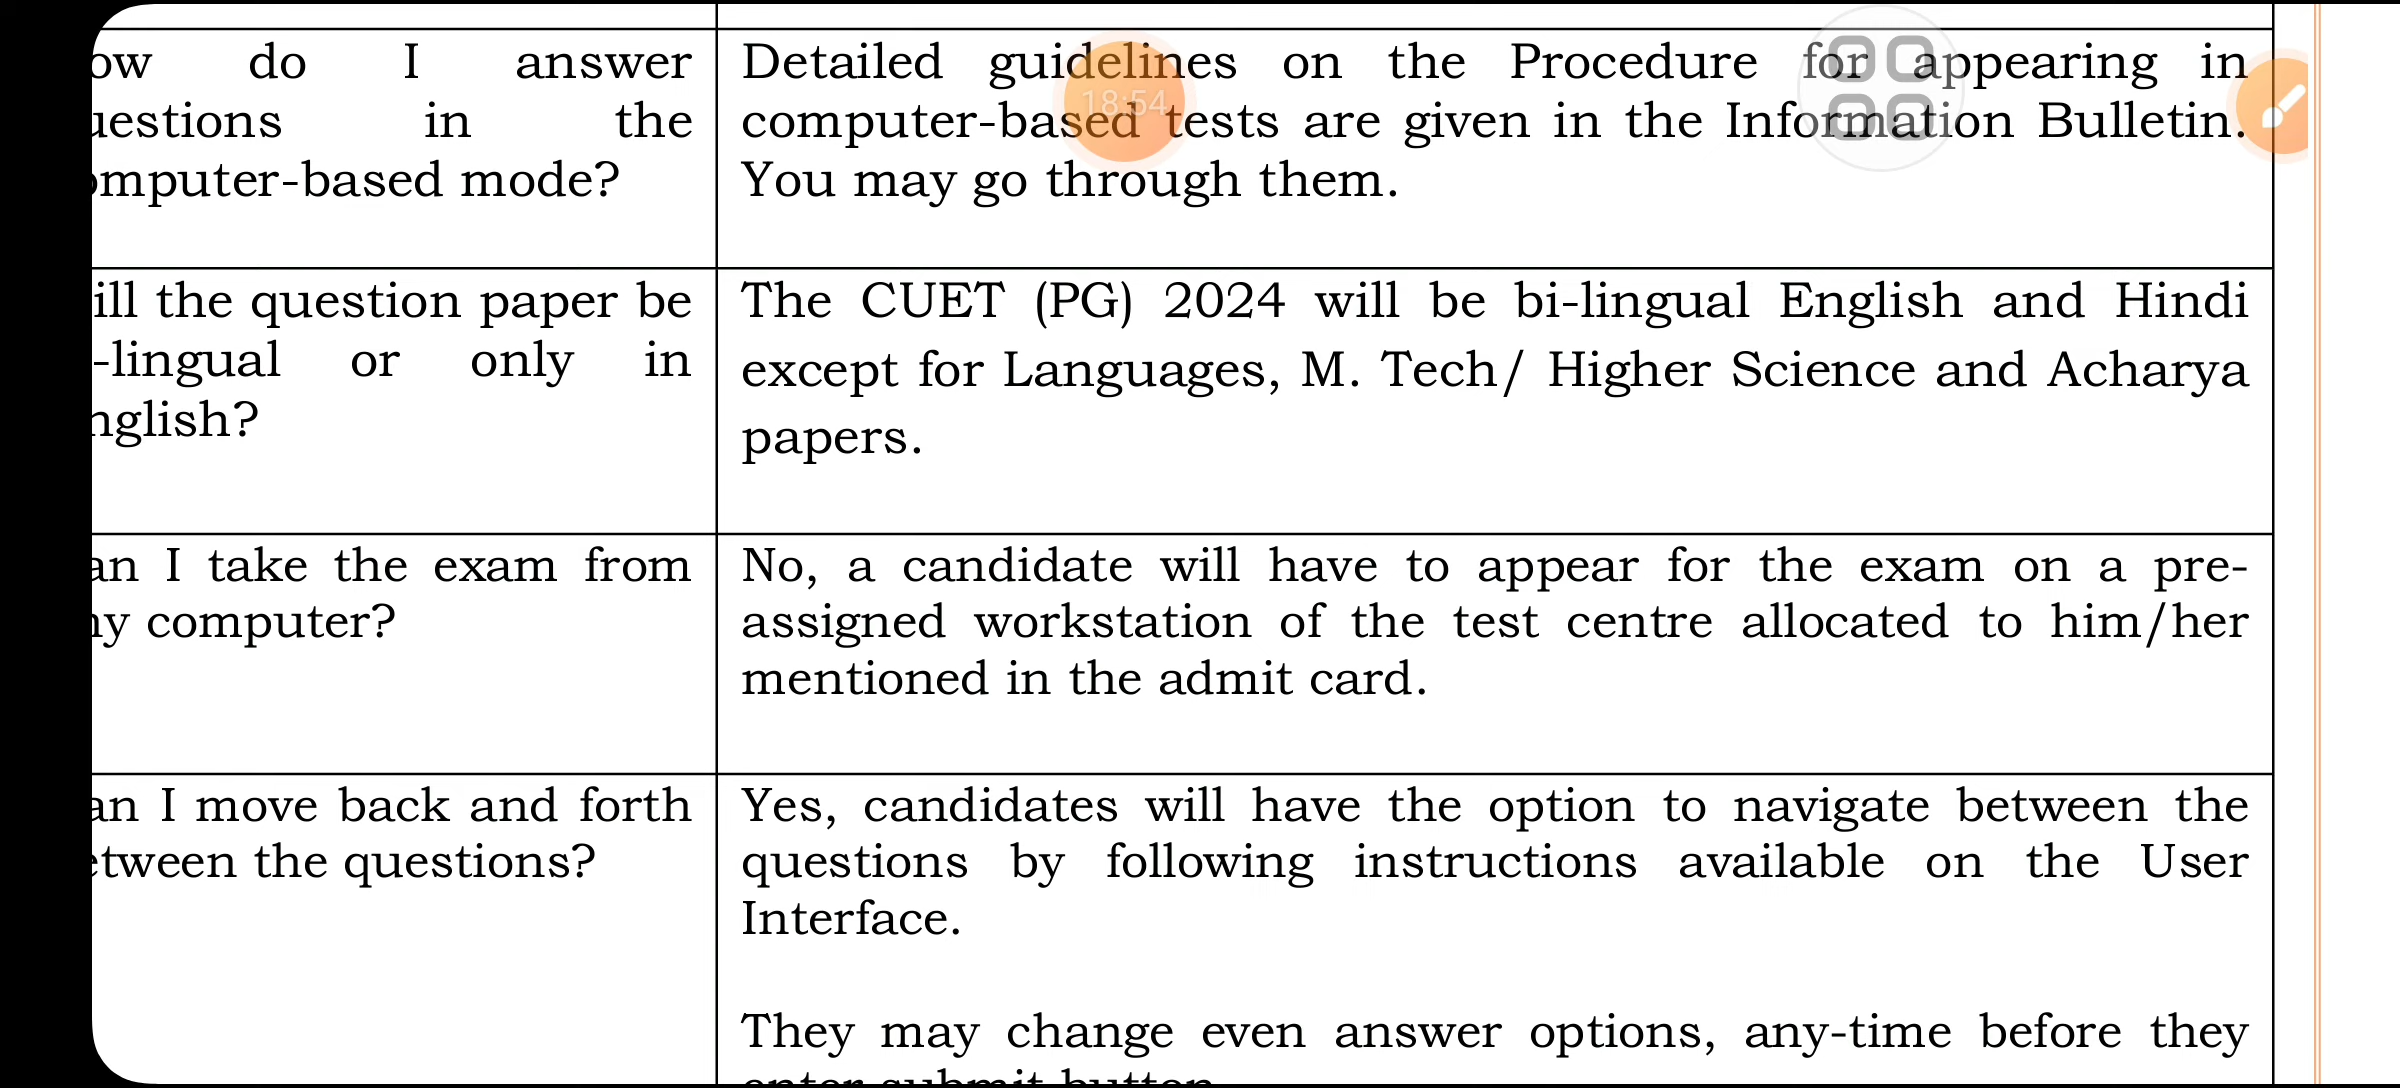 ow do I answer
uestions in the
omputer-based mode?
Detailed guidelines on the Procedure for appearing in
computer-based tests are given in the Information Bulletin.
You may go through them.
18:54
ill the question paper be
-lingual or only in
nglish?
The CUET (PG) 2024 will be bi-lingual English and Hindi
except for Languages, M. Tech/ Higher Science and Acharya
papers.
an I take the exam from
my computer?
No, a candidate will have to appear for the exam on a pre-
assigned workstation of the test centre allocated to him/her
mentioned in the admit card.
an I move back and forth
etween the questions?
Yes, candidates will have the option to navigate between the
questions by following instructions available on the User
Interface.
They may change even answer options, any-time before they
enter submit button